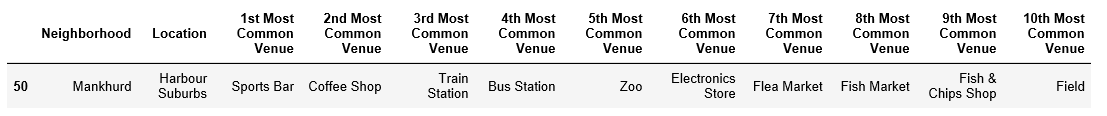 Neighborhood Location 1st Most Common Venue 2nd Most Common Venue 3rd Most Common Venue 4th Most Common Venue 5th Most Common Venue 6th Most Common Venue 7th Most Common Venue 8th Most Common Venue 9th Most Common Venue 10th Most Common Venue
50 Mankhurd Harbour Suburbs Sports Bar Coffee Shop Train Station Bus Station Zoo Electronics Store Flea Market Fish Market Fish & Chips Shop Field